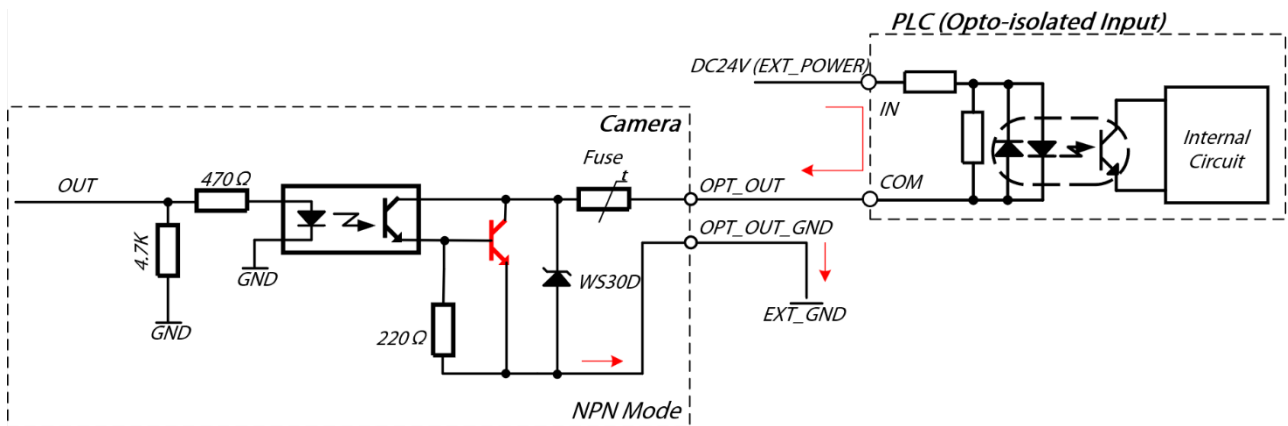 PLC (Opto-isolated Input)
DC24V (EXT_POWER)
IN
Camera
Fuse
t
Internal
Circuit
OUT
470Ω
OPT_OUT
COM
OPT_OUT_GND
4.7K
GND
WS30D
GND
220Ω
EXT_GND
NPN Mode